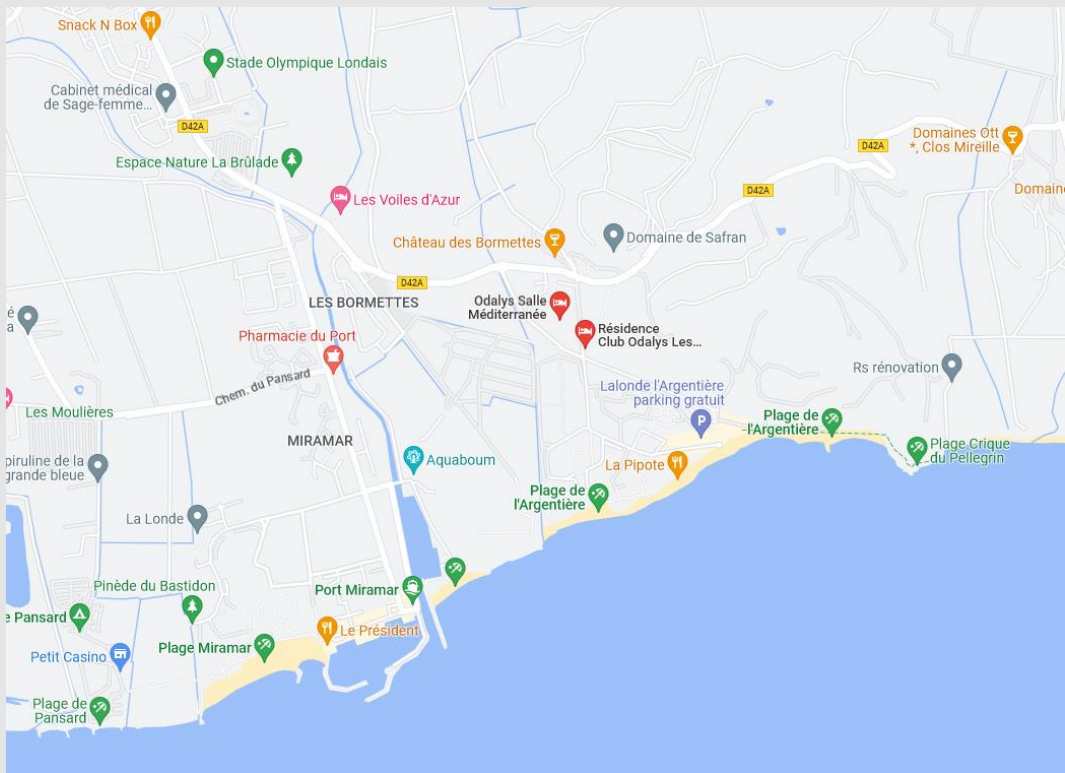 Snack N Box
Stade Olympique Londais
Cabinet médical
de Sage-femme...
D42A
Espace Nature La Brûlade
Les Voiles d'Azur
Château des Bormettes
Domaine de Safran
D42A
D42A
Domaines Ott
*, Clos Mireille
Domain
D42A
LES BORMETTES
Odalys Salle
Méditerranée
Résidence
Club Odalys Les...
é
a
Pharmacie du Port
Chem. du Pansard
Les Moulières
MIRAMAR
Lalonde l'Argentière
parking gratuit
P
Rs rénovation
Plage de
l'Argentière
Plage Crique
du Pellegrin
piruline de la
grande bleue
Aquaboum
La Pipote
Plage de
l'Argentière
La Londe
Pinède du Bastidon
Port Miramar
e Pansard
Le Président
Petit Casino
Plage Miramar
Plage de
Pansard